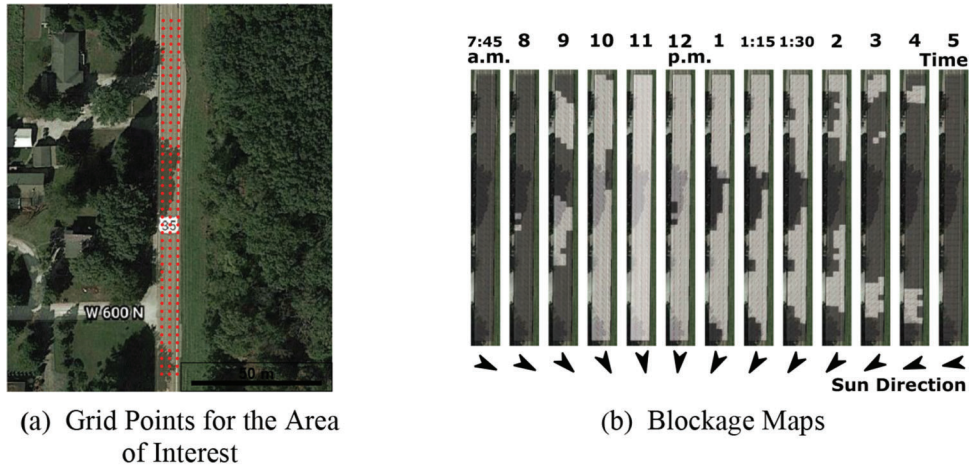 7:45 8 9 10 11 12 1 1:15 1:30 2 3 4 5
a.m. p.m. Time
35
W 600 N
50 m
Sun Direction
(a) Grid Points for the Area
of Interest
(b) Blockage Maps